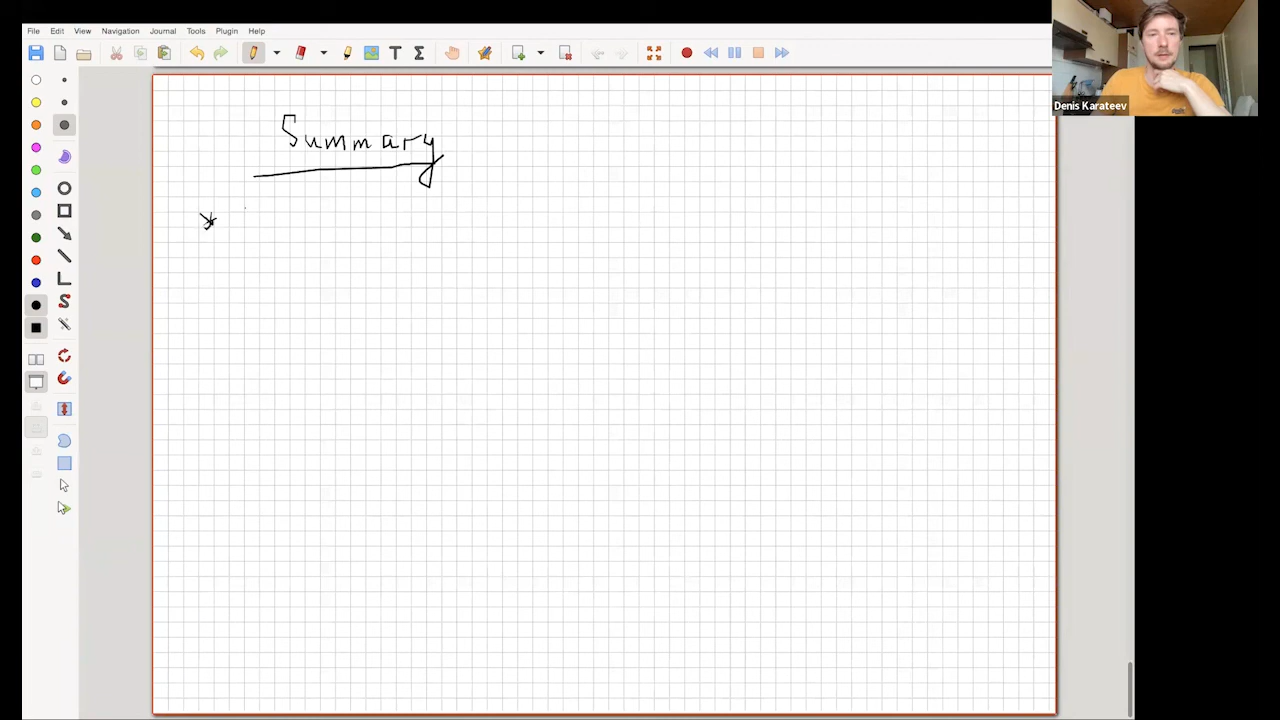 File Edit View Navigation Journal Tools Plugin Help
T Σ
Denis Karateev
Summary
*